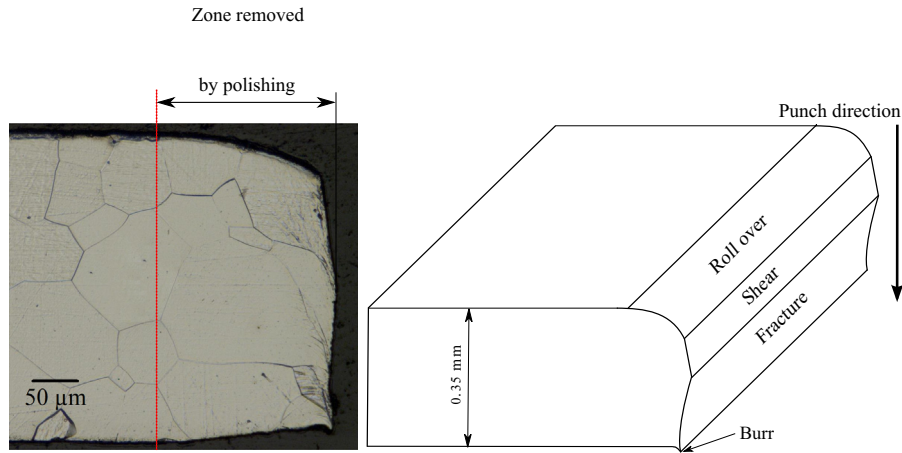 Zone removed
by polishing
50 µm
Punch direction
Roll over
Shear
Fracture
0.35 mm
Burr